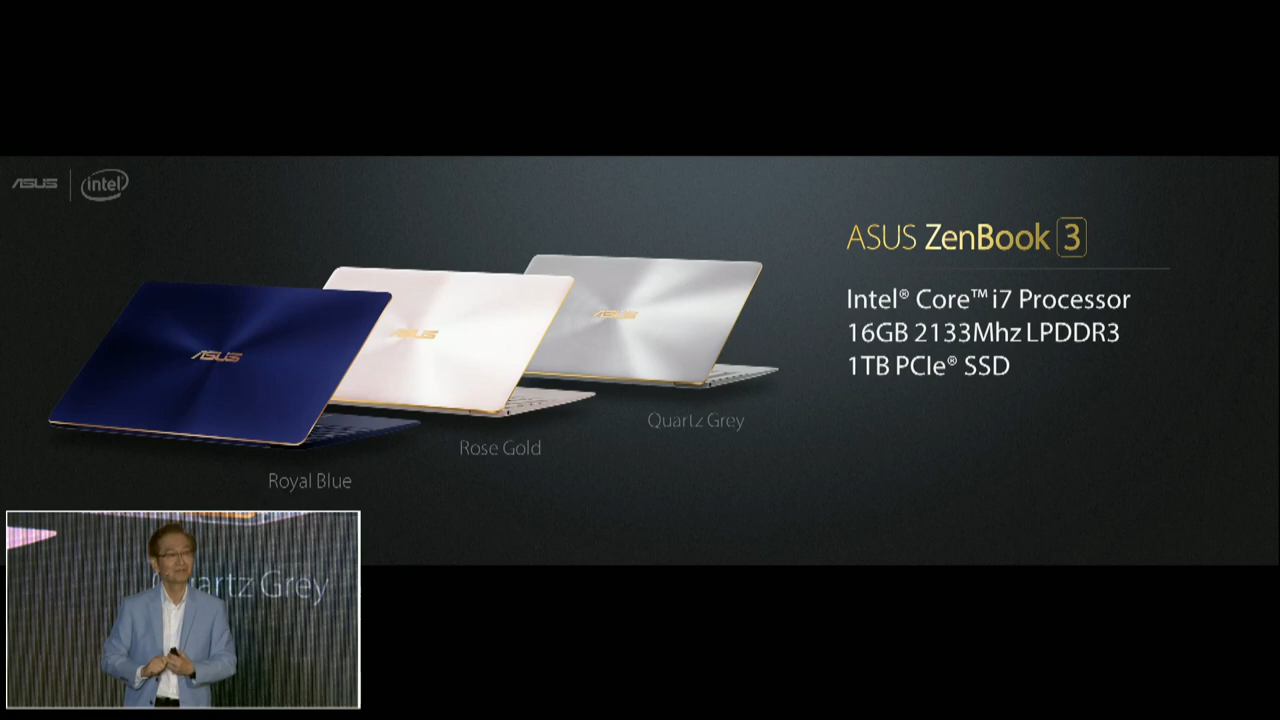 ASUS
intel
ASUS ZenBook 3
Intel® Core™ i7 Processor
16GB 2133Mhz LPDDR3
1TB PCIe® SSD
ASUS
ASUS
ASUS
Quartz Grey
Rose Gold
Royal Blue
Quartz Grey